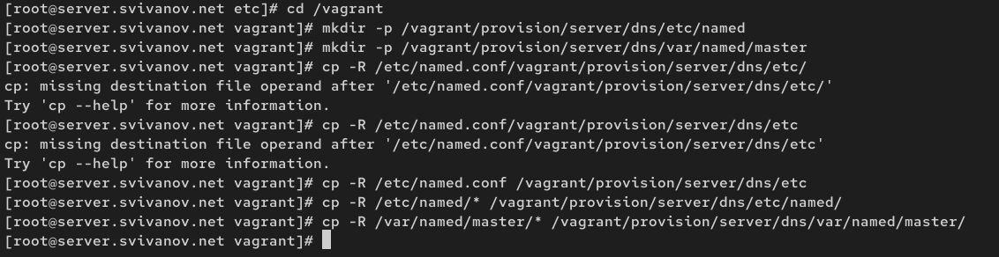 [root@server.svivanov.net etc]# cd /vagrant
[root@server.svivanov.net vagrant]# mkdir -p /vagrant/provision/server/dns/etc/named
[root@server.svivanov.net vagrant]# mkdir -p /vagrant/provision/server/dns/var/named/master
[root@server.svivanov.net vagrant]# cp -R /etc/named.conf/vagrant/provision/server/dns/etc/
cp: missing destination file operand after '/etc/named.conf/vagrant/provision/server/dns/etc/'
Try 'cp --help' for more information.
[root@server.svivanov.net vagrant]# cp -R /etc/named.conf/vagrant/provision/server/dns/etc
cp: missing destination file operand after '/etc/named.conf/vagrant/provision/server/dns/etc'
Try 'cp --help' for more information.
[root@server.svivanov.net vagrant]# cp -R /etc/named.conf /vagrant/provision/server/dns/etc
[root@server.svivanov.net vagrant]# cp -R /etc/named/* /vagrant/provision/server/dns/etc/named/
[root@server.svivanov.net vagrant]# cp -R /var/named/master/* /vagrant/provision/server/dns/var/named/master/
[root@server.svivanov.net vagrant]#